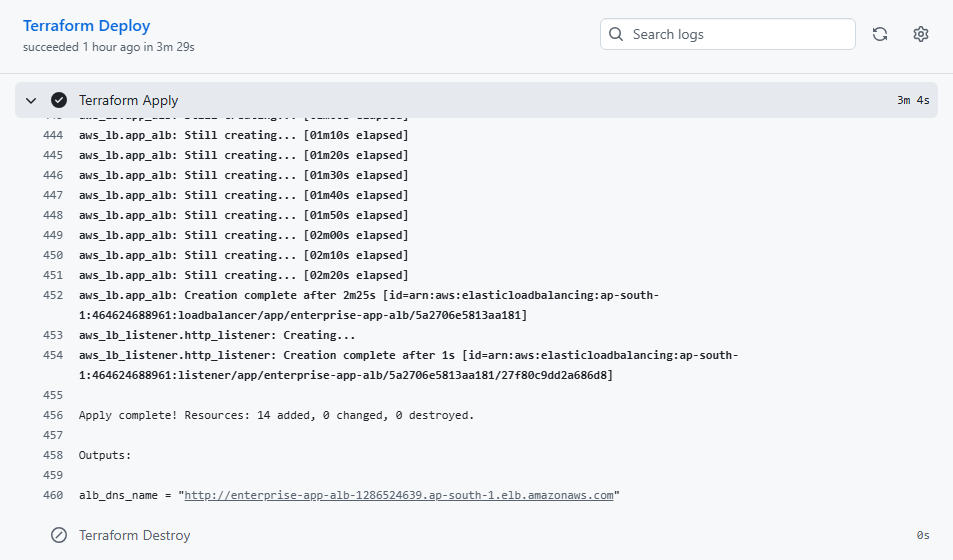 Terraform Deploy
succeeded 1 hour ago in 3m 29s
Search logs
Terraform Apply
3m 4s
444 aws_lb.app_alb: Still creating... [01m10s elapsed]
445 aws_lb.app_alb: Still creating... [01m20s elapsed]
446 aws_lb.app_alb: Still creating... [01m30s elapsed]
447 aws_lb.app_alb: Still creating... [01m40s elapsed]
448 aws_lb.app_alb: Still creating... [01m50s elapsed]
449 aws_lb.app_alb: Still creating... [02m00s elapsed]
450 aws_lb.app_alb: Still creating... [02m10s elapsed]
451 aws_lb.app_alb: Still creating... [02m20s elapsed]
452 aws_lb.app_alb: Creation complete after 2m25s [id=arn:aws:elasticloadbalancing:ap-south-
1:464624688961:loadbalancer/app/enterprise-app-alb/5a2706e5813aa181]
453 aws_lb_listener.http_listener: Creating...
454 aws_lb_listener.http_listener: Creation complete after 1s [id=arn:aws:elasticloadbalancing:ap-south-
1:464624688961:listener/app/enterprise-app-alb/5a2706e5813aa181/27f80c9dd2a686d8]
455
456 Apply complete! Resources: 14 added, 0 changed, 0 destroyed.
457
458 Outputs:
459
460 alb_dns_name = "http://enterprise-app-alb-1286524639.ap-south-1.elb.amazonaws.com"
Terraform Destroy
0s